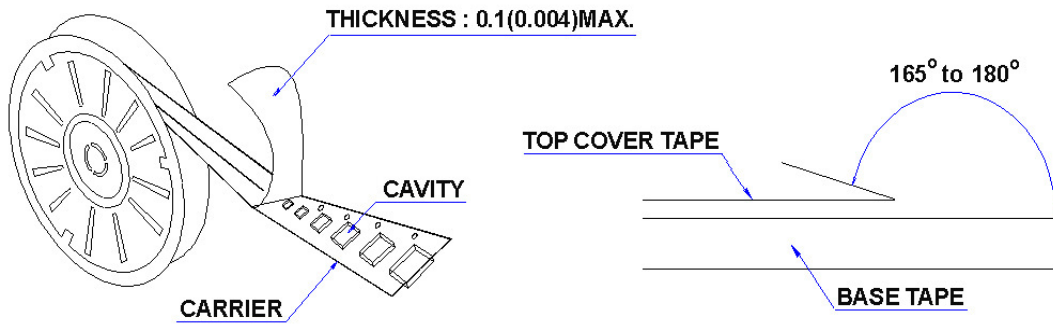 THICKNESS : 0.1(0.004)MAX.
165° to 180°
TOP COVER TAPE
CAVITY
BASE TAPE
CARRIER